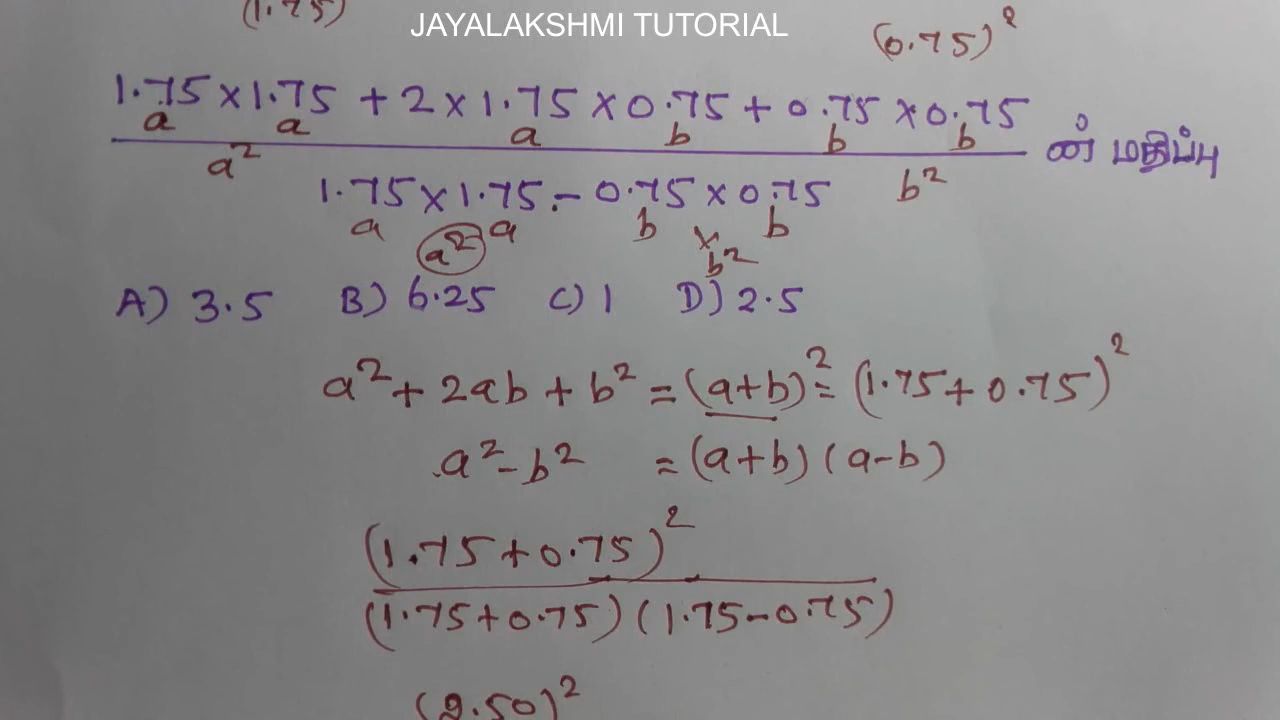 (1.75)
JAYALAKSHMI TUTORIAL
(0.75)²
1.75×1.75 + 2×1.75×0.75 + 0.75×0.75 ன் மதிப்பு
a a a b b b
a² b²
1.75×1.75 - 0.75×0.75
a a b × b
a² b²
A) 3.5 B) 6.25 C) 1 D) 2.5
a² + 2ab + b² = (a+b)² = (1.75+0.75)²
a² - b² = (a+b)(a-b)
(1.75+0.75)²
(1.75+0.75)(1.75-0.75)
(2.50)²